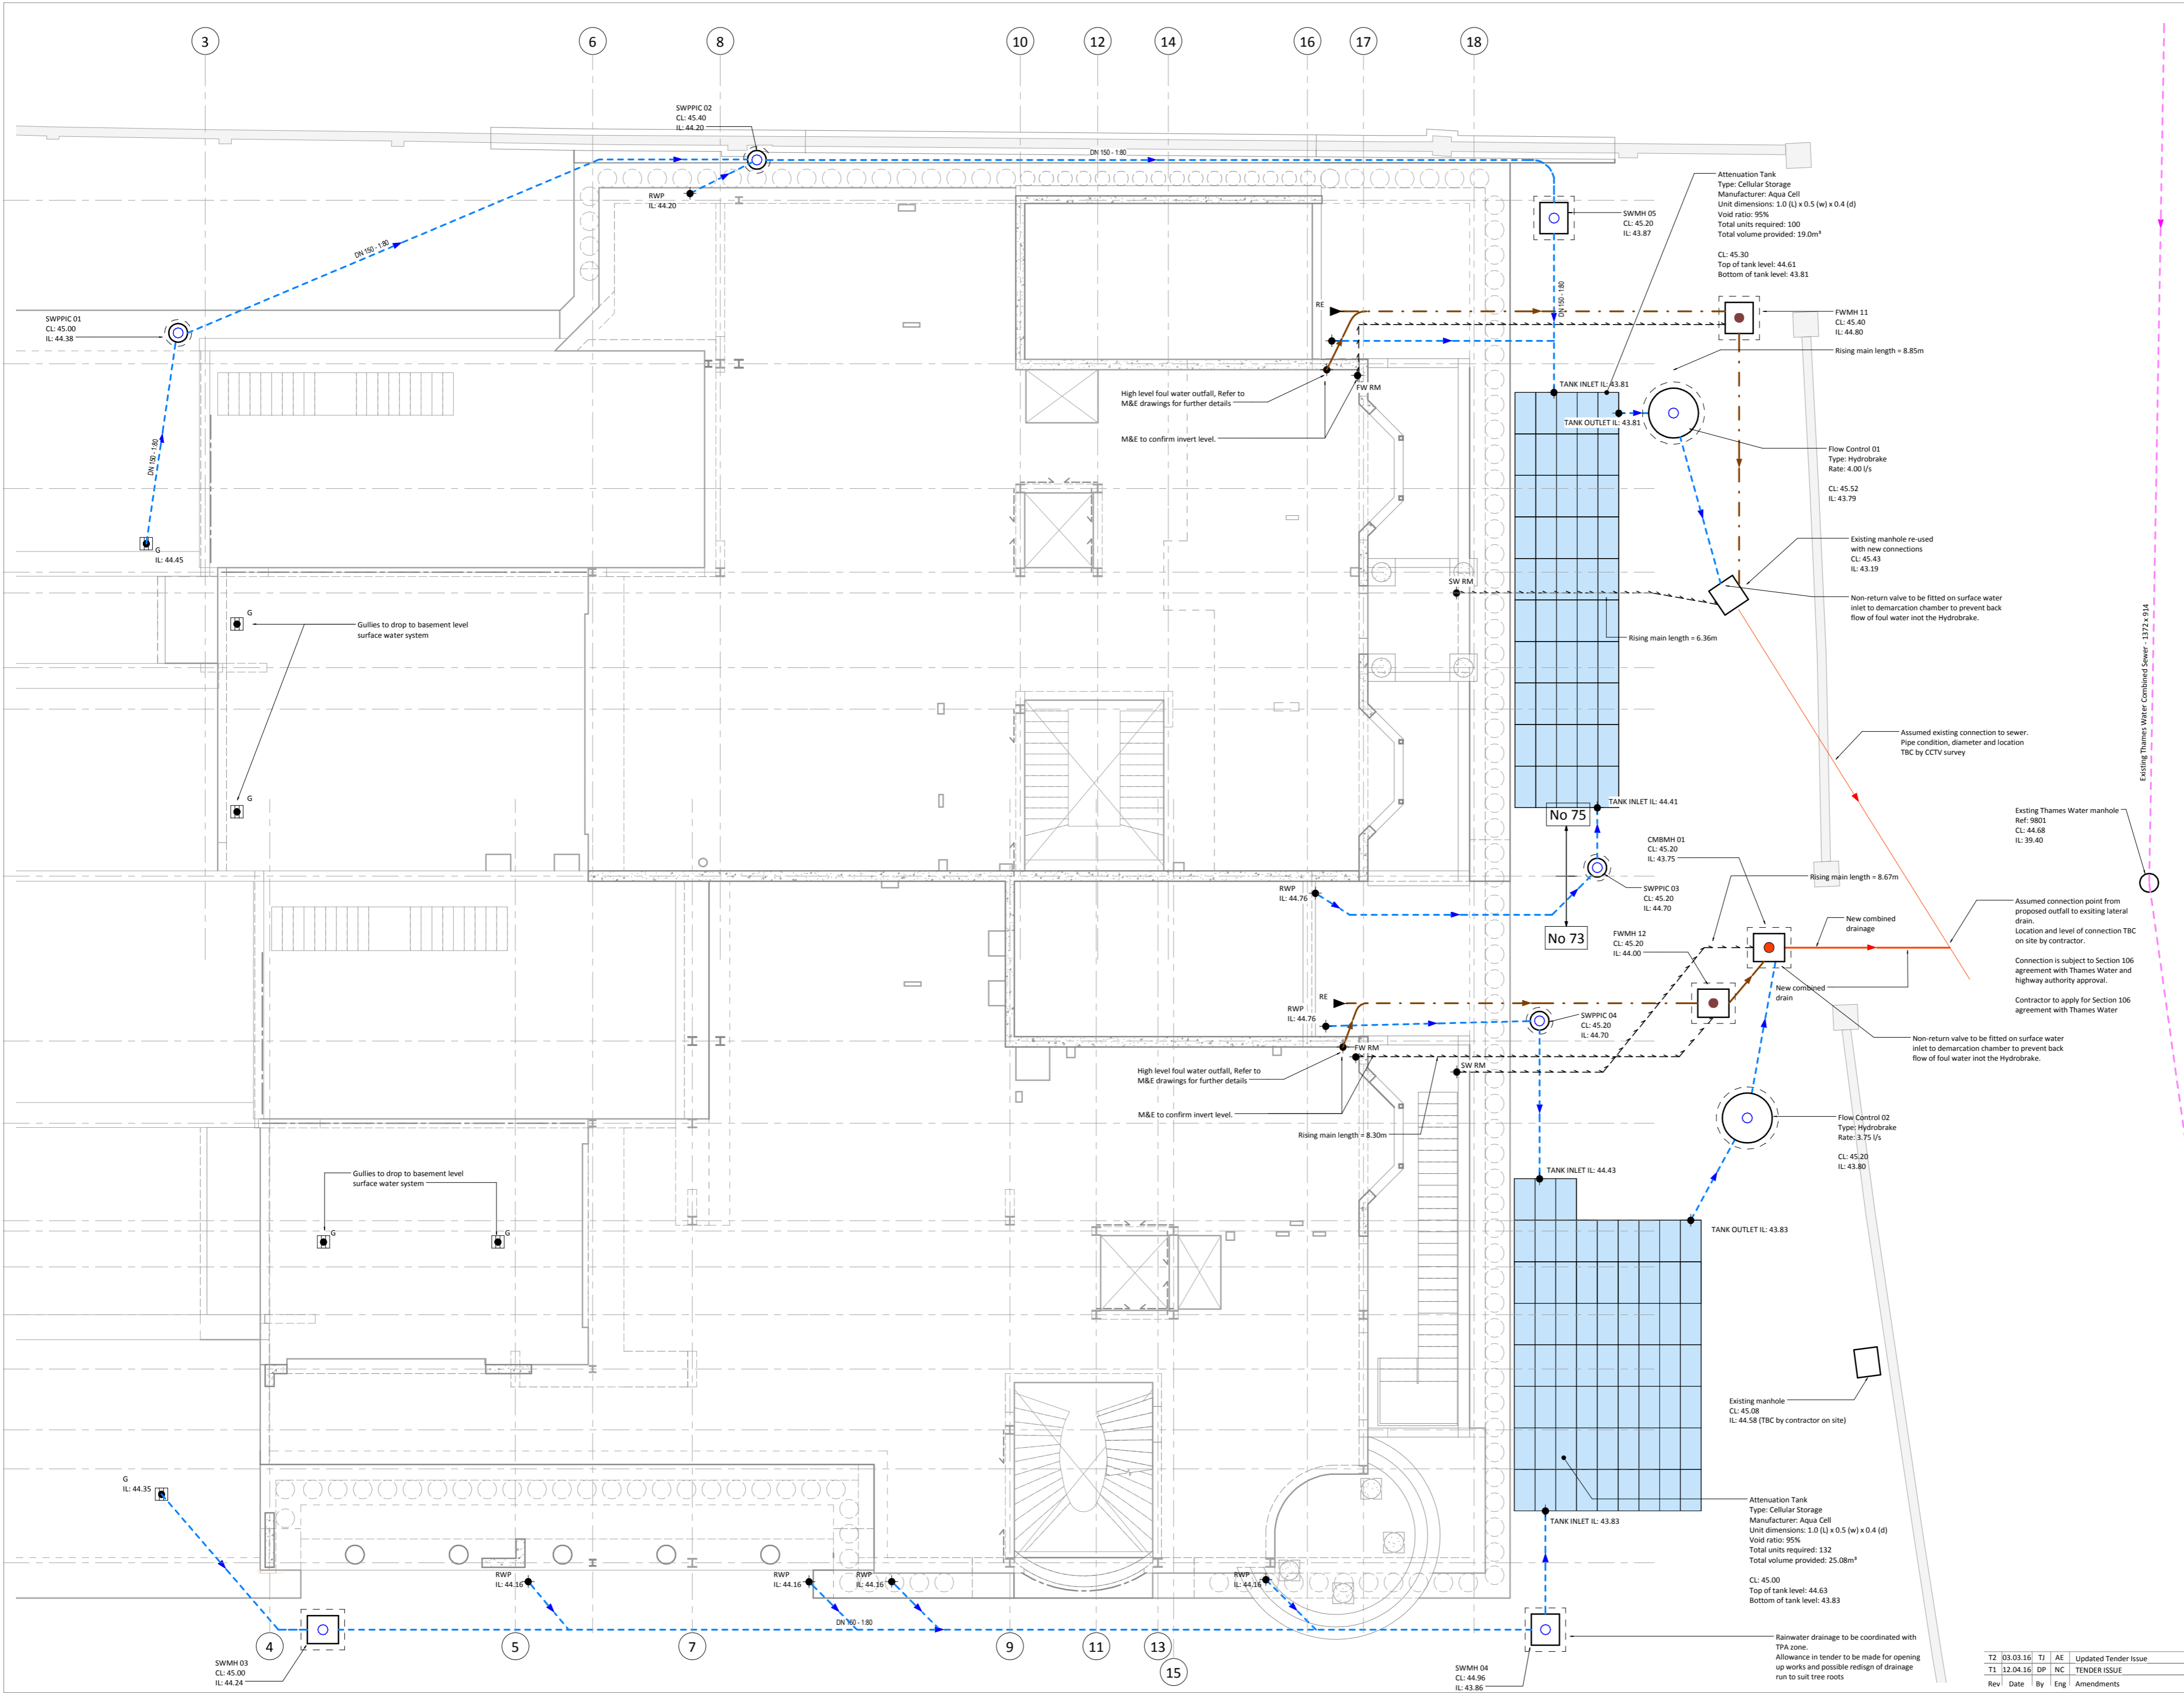 3
6
8
10
12
14
16
17
18
SWPPIC 02
CL: 45.40
IL: 44.20
DN 150 - 1:80
RWP
IL: 44.20
SWMH 05
CL: 45.20
IL: 43.87
Attenuation Tank
Type: Cellular Storage
Manufacturer: Aqua Cell
Unit dimensions: 1.0 (L) x 0.5 (w) x 0.4 (d)
Void ratio: 95%
Total units required: 100
Total volume provided: 19.0m³
CL: 45.30
Top of tank level: 44.61
Bottom of tank level: 43.81
DN 150 - 1:80
DN 150 - 1:80
SWPPIC 01
CL: 45.00
IL: 44.38
RE
FWMH 11
CL: 45.40
IL: 44.80
Rising main length = 8.85m
High level foul water outfall, Refer to
M&E drawings for further details
FW RM
TANK INLET IL: 43.81
TANK OUTLET IL: 43.81
M&E to confirm invert level.
DN 150 - 1:80
Flow Control 01
Type: Hydrobrake
Rate: 4.00 l/s
CL: 45.52
IL: 43.79
G
IL: 44.45
Existing manhole re-used
with new connections
CL: 45.43
IL: 43.19
SW RM
Non-return valve to be fitted on surface water
inlet to demarcation chamber to prevent back
flow of foul water inot the Hydrobrake.
G
Gullies to drop to basement level
surface water system
Rising main length = 6.36m
Existing Thames Water Combined Sewer - 1372 x 914
Assumed existing connection to sewer.
Pipe condition, diameter and location
TBC by CCTV survey
G
TANK INLET IL: 44.41
No 75
Exsting Thames Water manhole
Ref: 9801
CL: 44.68
IL: 39.40
CMBMH 01
CL: 45.20
IL: 43.75
Rising main length = 8.67m
RWP
IL: 44.76
SWPPIC 03
CL: 45.20
IL: 44.70
No 73
FWMH 12
CL: 45.20
IL: 44.00
New combined
drainage
Assumed connection point from
proposed outfall to exsiting lateral
drain.
Location and level of connection TBC
on site by contractor.
Connection is subject to Section 106
agreement with Thames Water and
highway authority approval.
Contractor to apply for Section 106
agreement with Thames Water
New combined
drain
RE
RWP
IL: 44.76
SWPPIC 04
CL: 45.20
IL: 44.70
Non-return valve to be fitted on surface water
inlet to demarcation chamber to prevent back
flow of foul water inot the Hydrobrake.
FW RM
SW RM
High level foul water outfall, Refer to
M&E drawings for further details
M&E to confirm invert level.
Rising main length = 8.30m
Flow Control 02
Type: Hydrobrake
Rate: 3.75 l/s
CL: 45.20
IL: 43.80
Gullies to drop to basement level
surface water system
TANK INLET IL: 44.43
G
G
TANK OUTLET IL: 43.83
Existing manhole
CL: 45.08
IL: 44.58 (TBC by contractor on site)
G
IL: 44.35
Attenuation Tank
Type: Cellular Storage
Manufacturer: Aqua Cell
Unit dimensions: 1.0 (L) x 0.5 (w) x 0.4 (d)
Void ratio: 95%
Total units required: 132
Total volume provided: 25.08m³
CL: 45.00
Top of tank level: 44.63
Bottom of tank level: 43.83
TANK INLET IL: 43.83
RWP
IL: 44.16
RWP
IL: 44.16
RWP
IL: 44.16
RWP
IL: 44.16
DN 150 - 1:80
4
5
7
9
11
13
15
SWMH 03
CL: 45.00
IL: 44.24
SWMH 04
CL: 44.96
IL: 43.86
Rainwater drainage to be coordinated with
TPA zone.
Allowance in tender to be made for opening
up works and possible redisgn of drainage
run to suit tree roots
T2 03.03.16 TJ AE Updated Tender Issue
T1 12.04.16 DP NC TENDER ISSUE
Rev Date By Eng Amendments